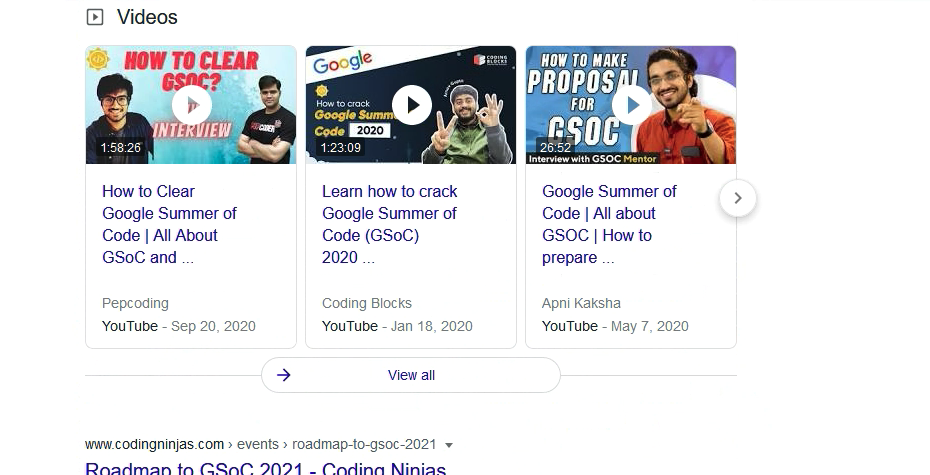 Videos
HOW TO CLEAR
GSOC?
INTERVIEW
PEPCODER
1:58:26
Google
CODING
BLOCKS
How to crack
Google Summ
Code 2020
1:23:09
HOW TO MAKE
PROPOSAL
FOR
GSOC
26:52
Interview with GSOC Mentor
How to Clear
Google Summer of
Code | All About
GSoC and ...
Pepcoding
YouTube - Sep 20, 2020
Learn how to crack
Google Summer of
Code (GSoC)
2020 ...
Coding Blocks
YouTube - Jan 18, 2020
Google Summer of
Code | All about
GSOC | How to
prepare ...
Apni Kaksha
YouTube - May 7, 2020
View all
www.codingninjas.com › events › roadmap-to-gsoc-2021
Roadmap to GSoC 2021 - Coding Ninjas